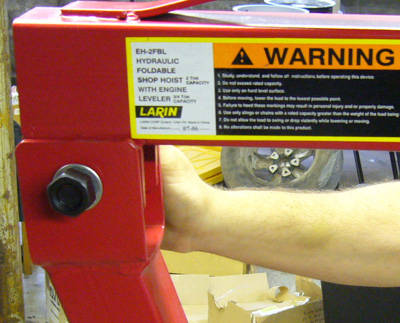 EH-2FBL
HYDRAULIC
FOLDABLE
SHOP HOIST 2 TON CAPACITY
WITH ENGINE
LEVELER 3/4 TON CAPACITY
LARIN
Date of Manufacture: 07-06
WARNING
1. Study, understand, and follow all instructions before operating this device.
2. Do not exceed rated capacity.
3. Use only on hard level surface.
4. Before moving, lower the load to the lowest possible point.
5. Failure to heed these markings may result in personal injury and/or property damage.
6. Use only slings or chains with a rated capacity greater than the weight of the load being
7. Do not allow the load to swing or drop violently while lowering or moving.
8. No alterations shall be made to this product.